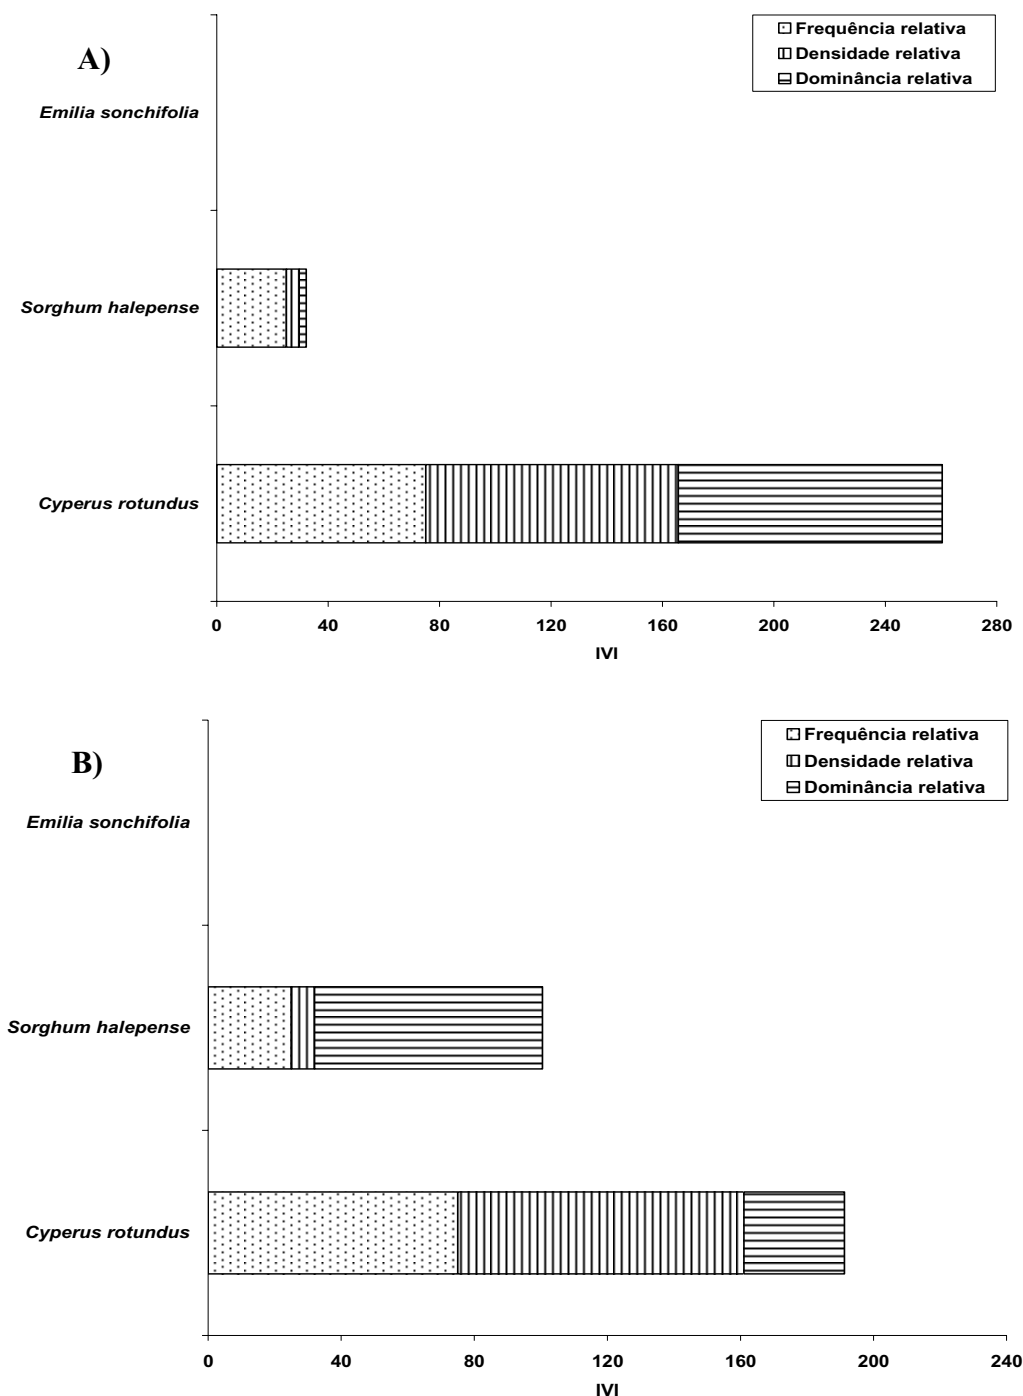 A)
Frequência relativa
Densidade relativa
Dominância relativa
Emilia sonchifolia
Sorghum halepense
Cyperus rotundus
0 40 80 120 160 200 240 280
IVI
B)
Frequência relativa
Densidade relativa
Dominância relativa
Emilia sonchifolia
Sorghum halepense
Cyperus rotundus
0 40 80 120 160 200 240
IVI